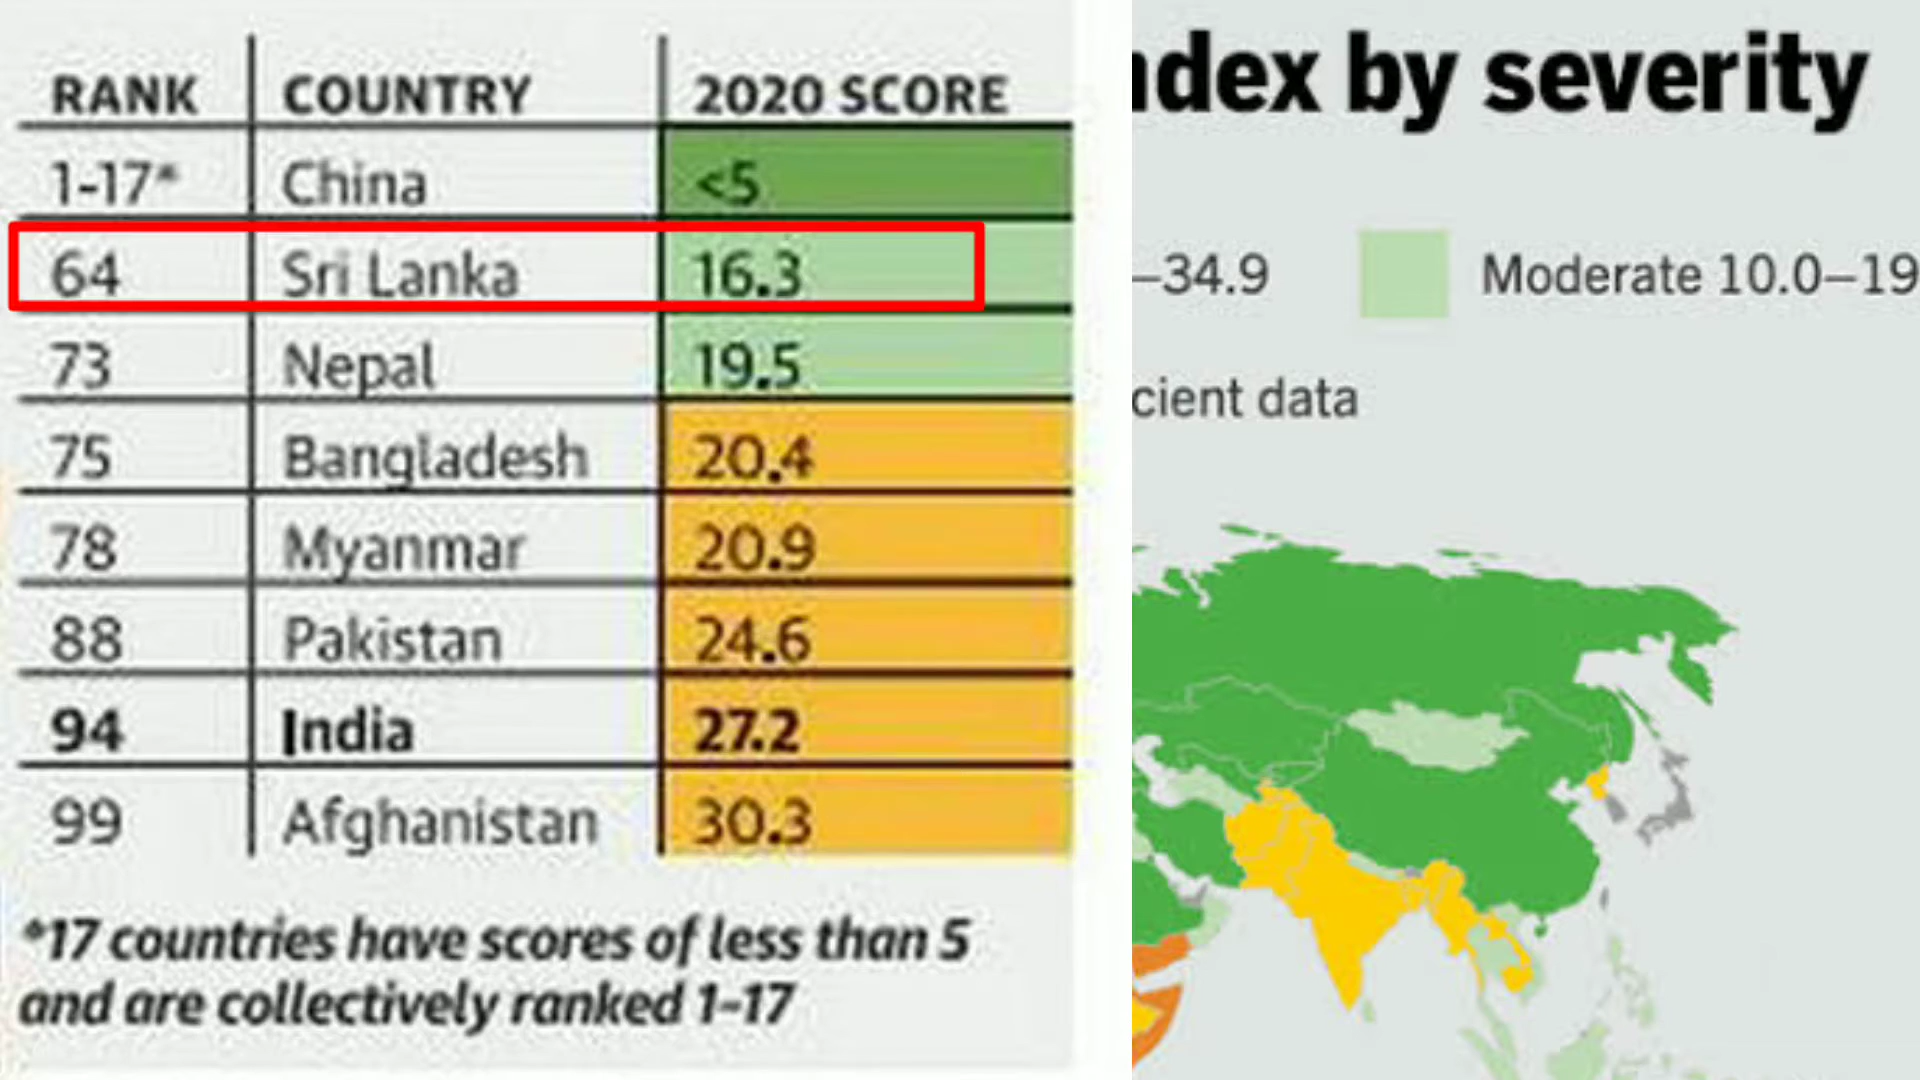 RANK COUNTRY 2020 SCORE
1-17* China <5
64 Sri Lanka 16.3
73 Nepal 19.5
75 Bangladesh 20.4
78 Myanmar 20.9
88 Pakistan 24.6
94 India 27.2
99 Afghanistan 30.3
*17 countries have scores of less than 5
and are collectively ranked 1-17
ndex by severity
–34.9 Moderate 10.0–19
cient data